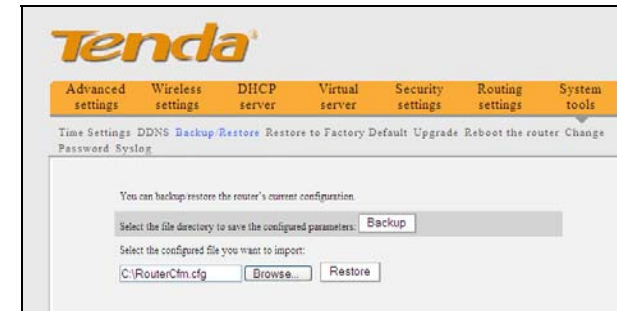 Tenda
Advanced settings Wireless settings DHCP server Virtual server Security settings Routing settings System tools
Time Settings DDNS Backup/Restore Restore to Factory Default Upgrade Reboot the router Change
Password Syslog
You can backup/restore the router's current configuration.
Select the file directory to save the configured parameters: Backup
Select the configured file you want to import:
C:\RouterCfm.cfg Browse... Restore